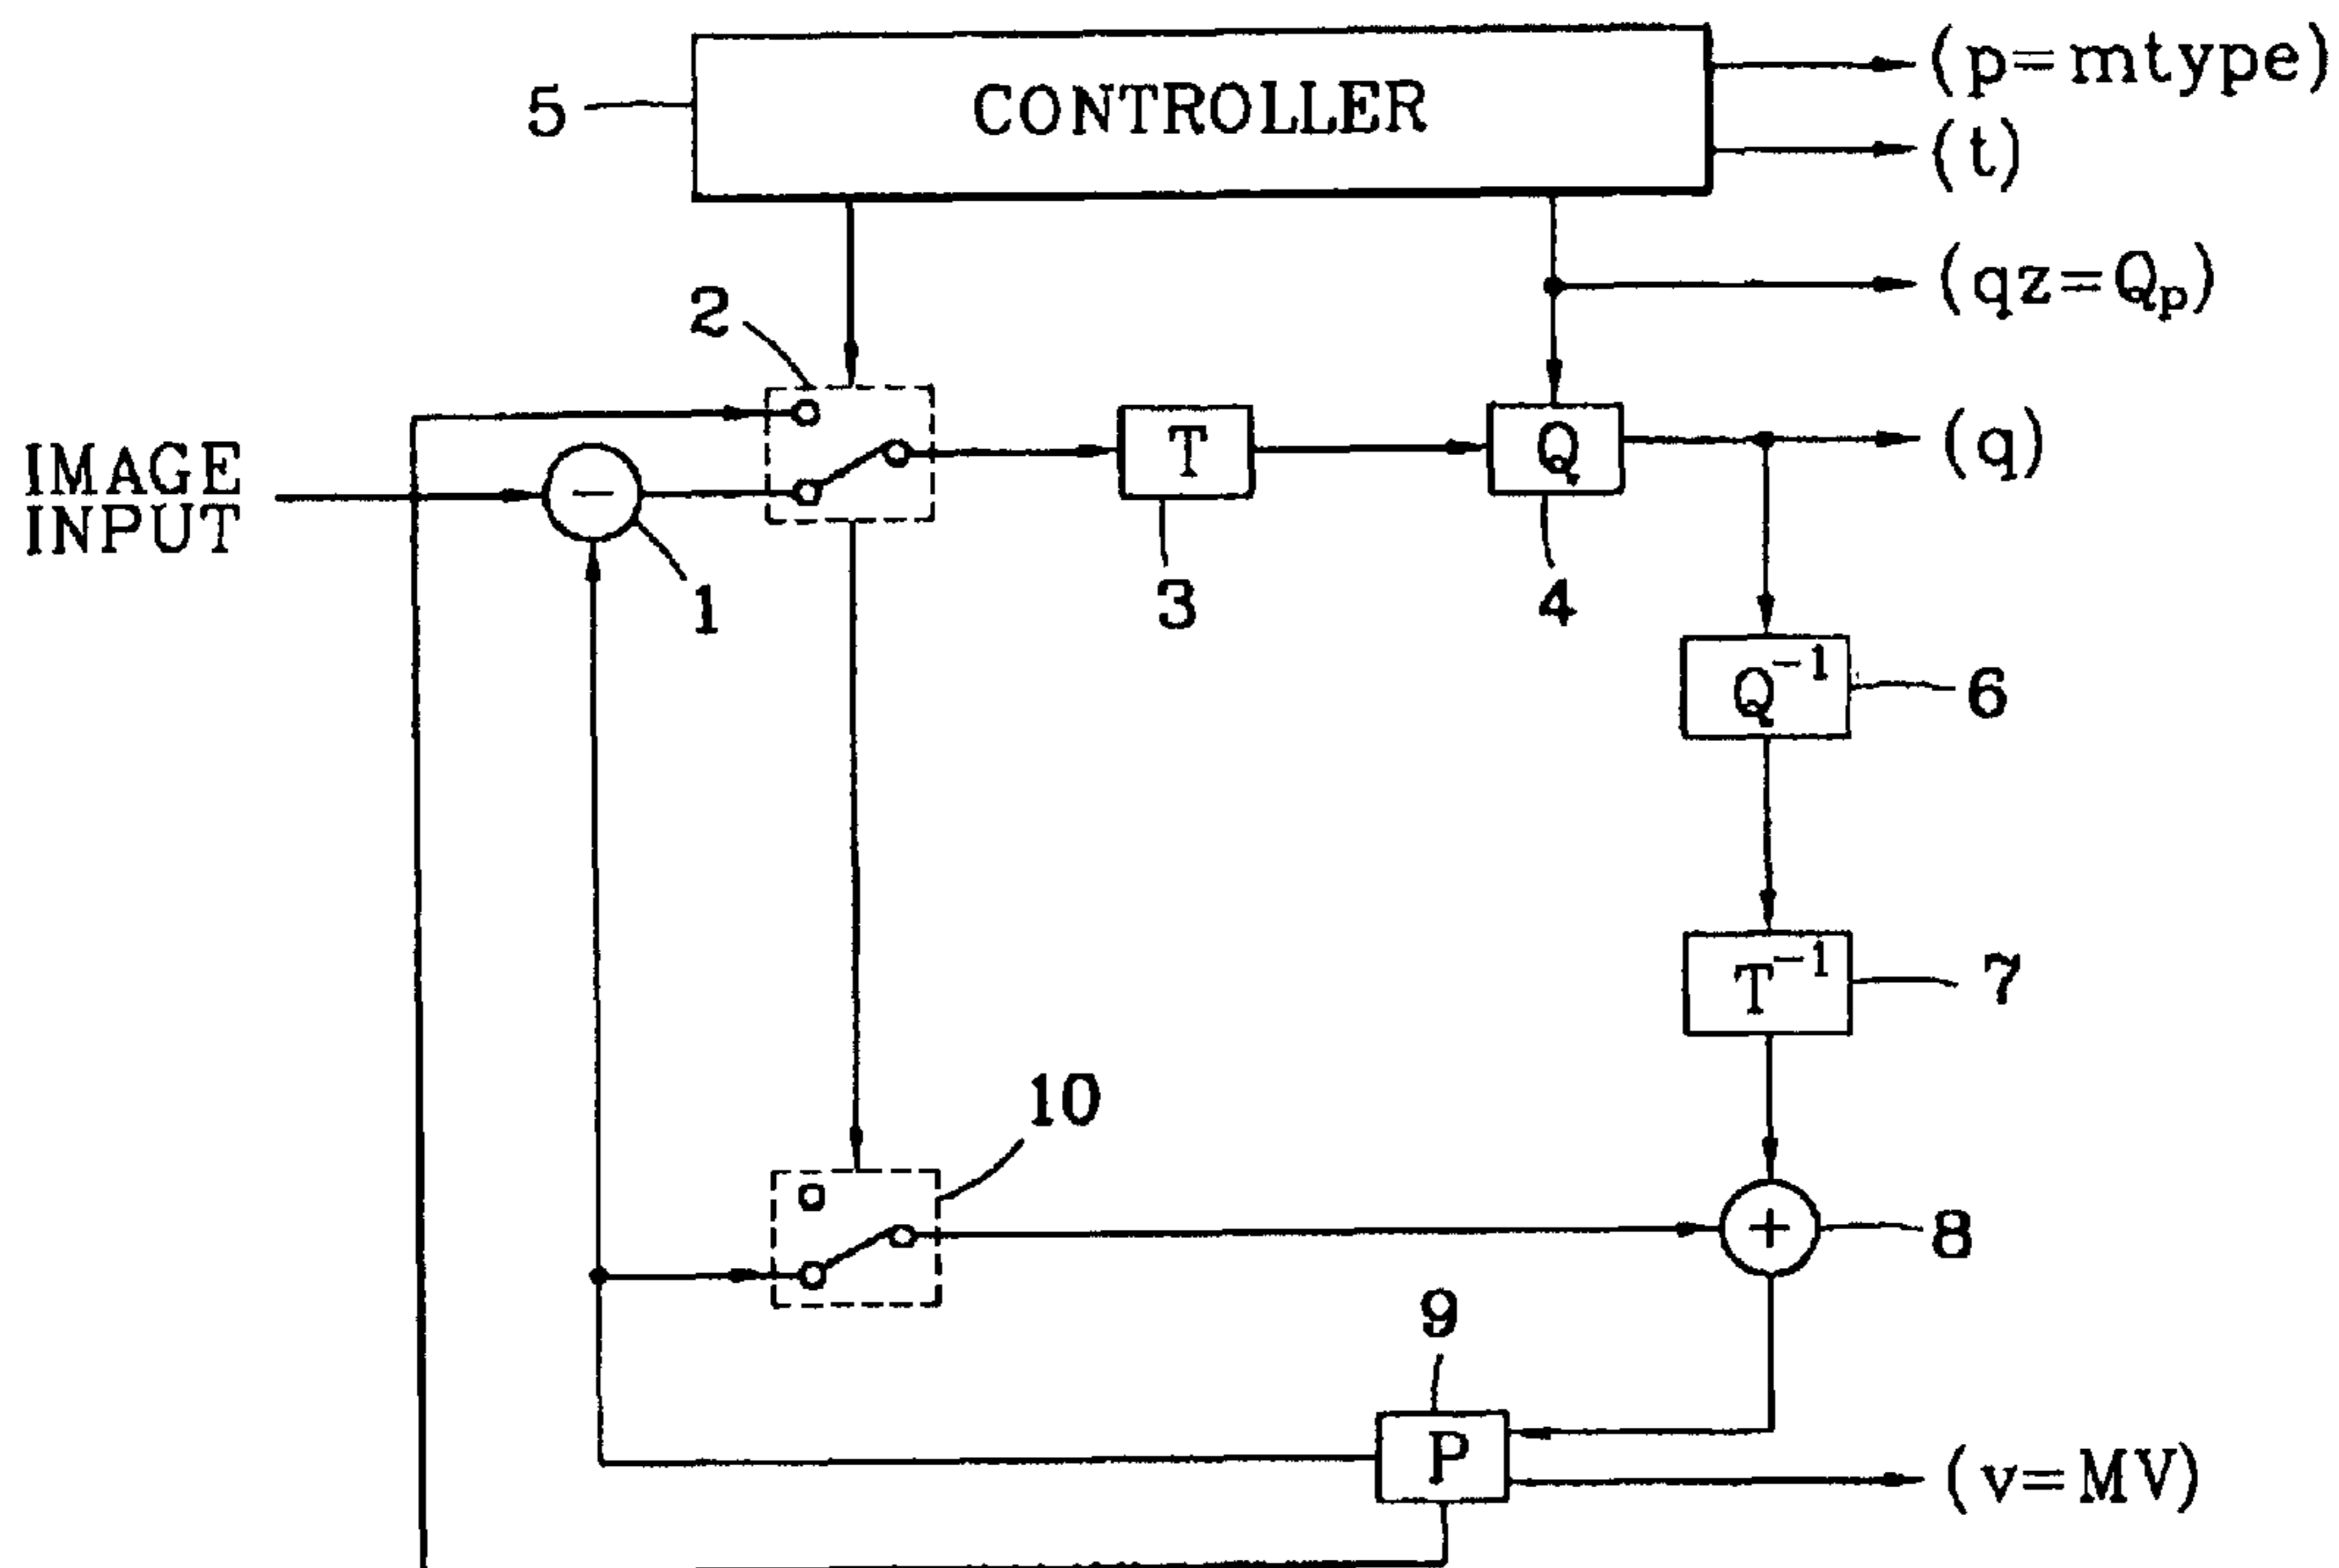 CONTROLLER
5
(p=mtype)
(t)
(qz=Qp)
2
IMAGE
INPUT
−
T
Q
(q)
1
3
4
Q⁻¹
6
T⁻¹
7
10
+
8
9
P
(v=MV)